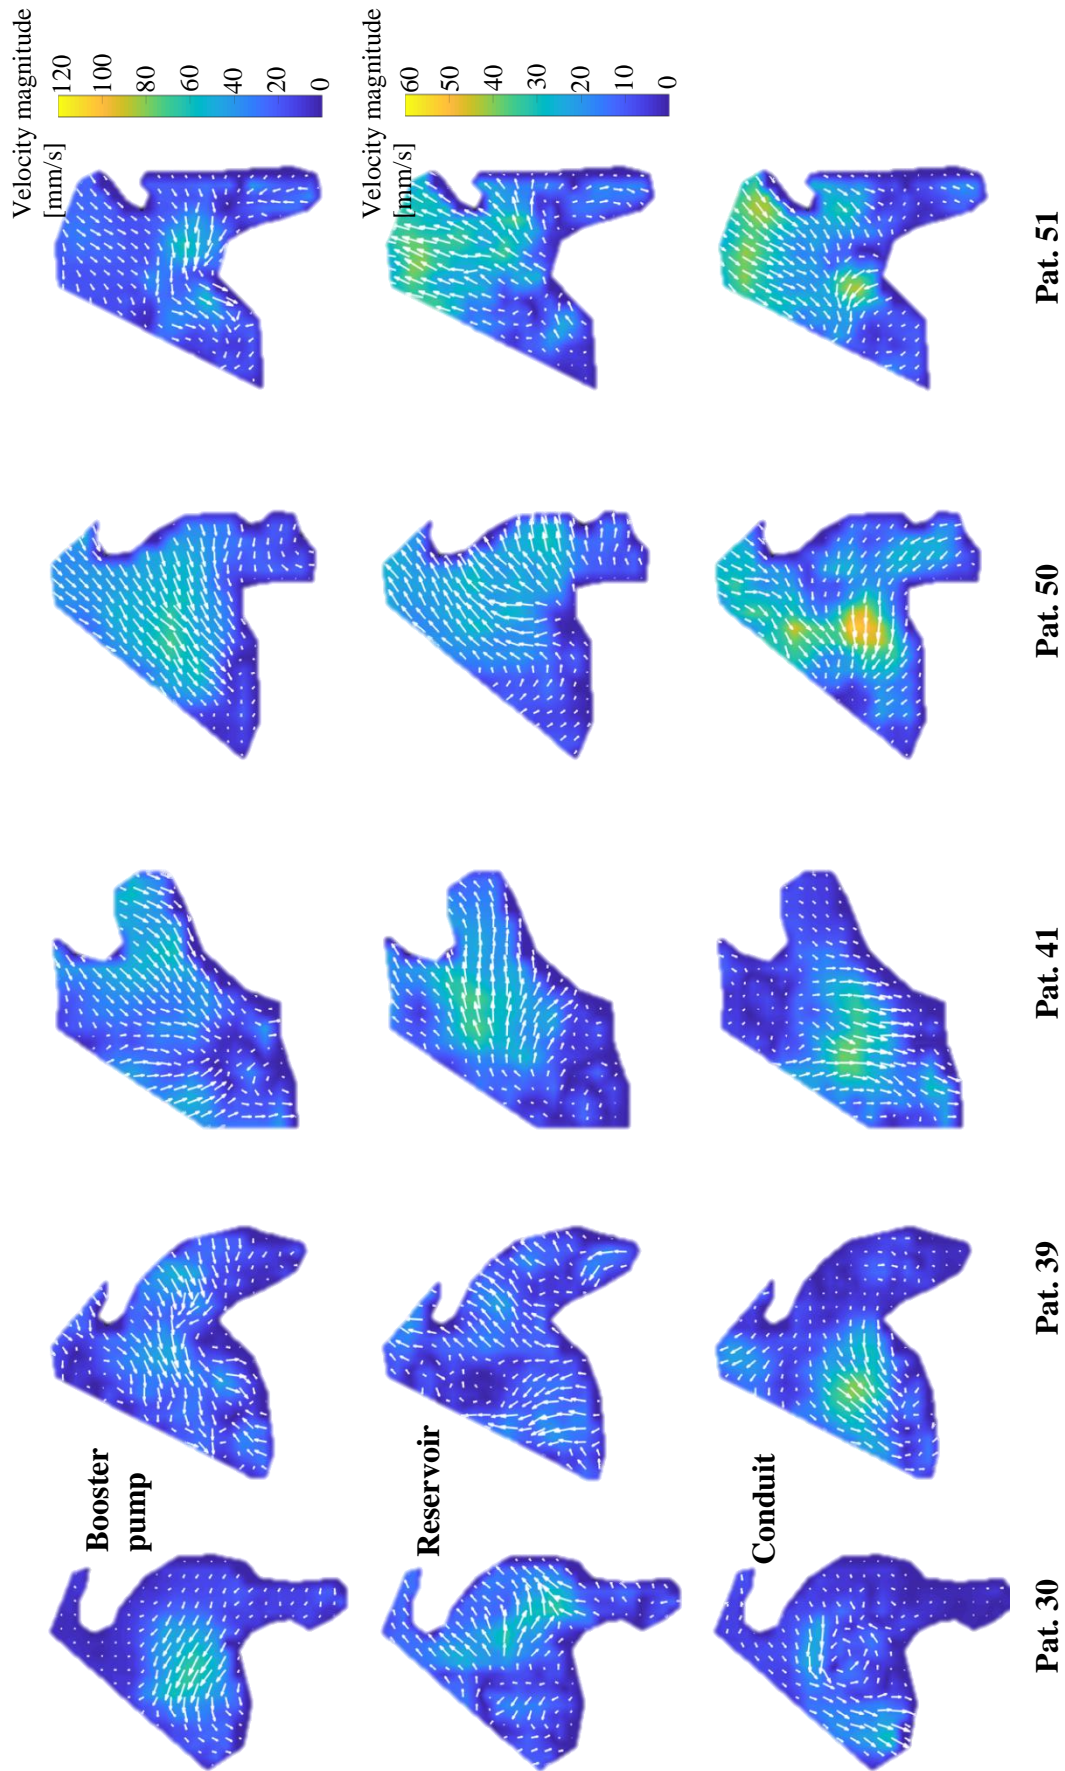 Velocity magnitude
[mm/s]
120
100
80
60
40
20
0
Velocity magnitude
[mm/s]
60
50
40
30
20
10
0
Booster
pump
Reservoir
Conduit
Pat. 30
Pat. 39
Pat. 41
Pat. 50
Pat. 51